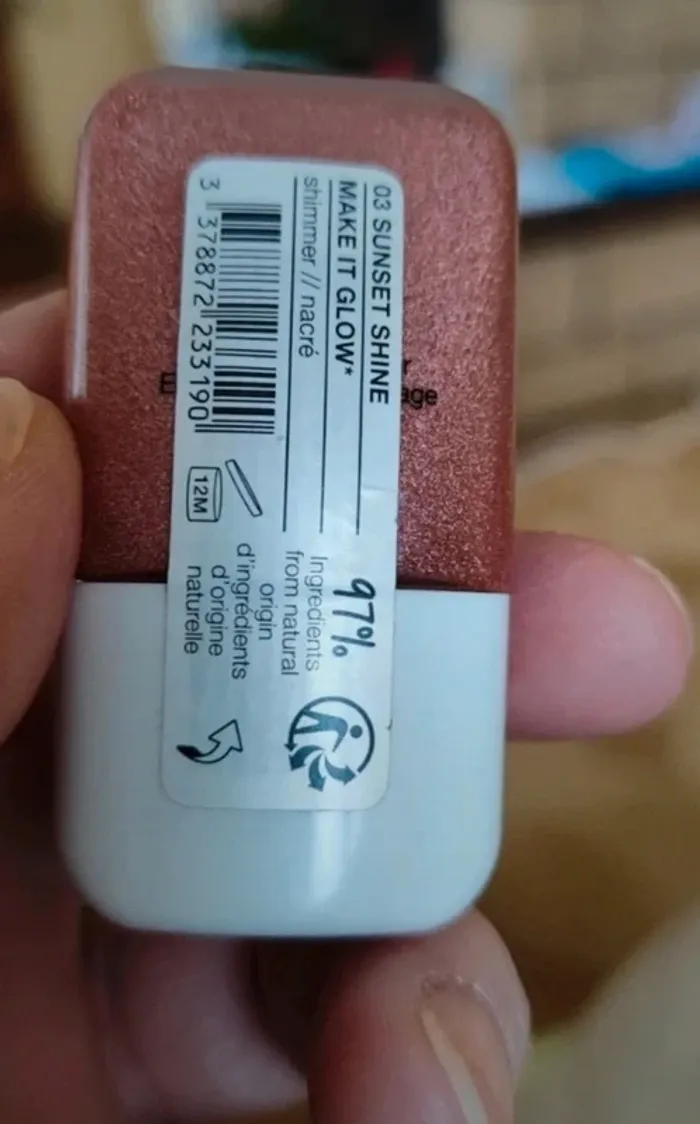 03 SUNSET SHINE
MAKE IT GLOW*
shimmer // nacré
3 378872 233190
12M
97%
Ingredients
from natural
origin
d'ingrédients
d'origine
naturelle